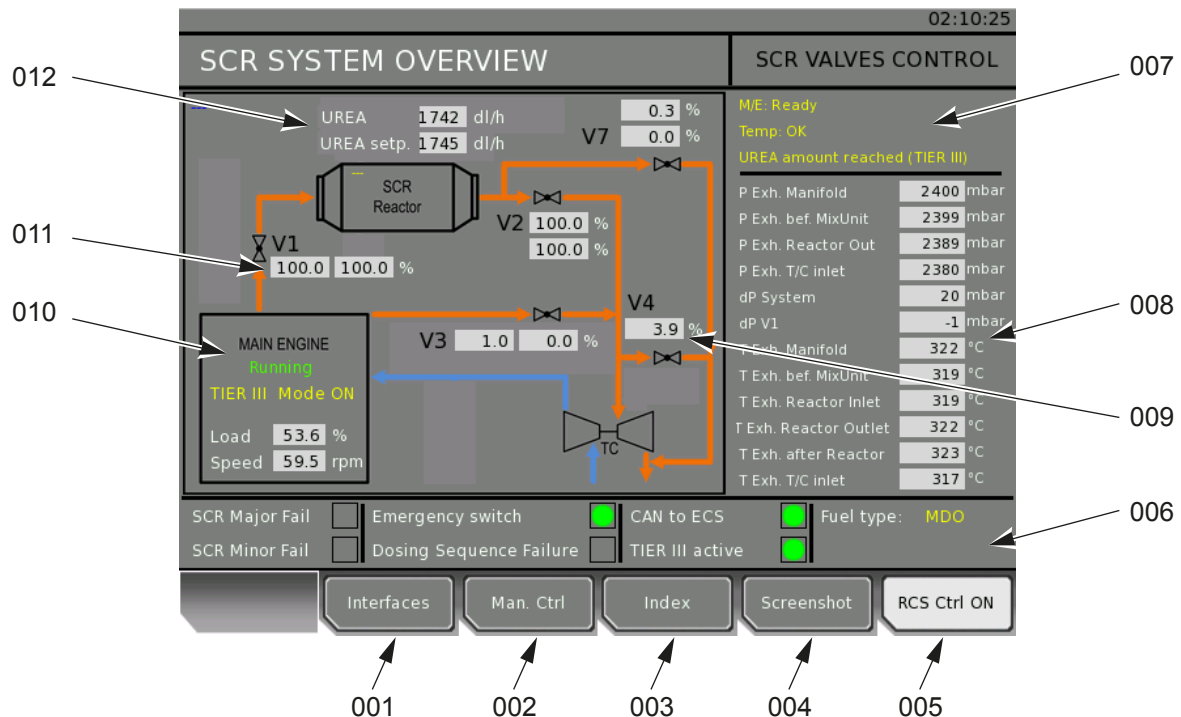 02:10:25
SCR SYSTEM OVERVIEW
SCR VALVES CONTROL
012
007
UREA 1742 dl/h
UREA setp. 1745 dl/h
0.3 %
V7 0.0 %
M/E: Ready
Temp: OK
UREA amount reached (TIER III)
SCR
Reactor
V2 100.0 %
100.0 %
011
V1
100.0 100.0 %
010
MAIN ENGINE
Running
TIER III Mode ON
Load 53.6 %
Speed 59.5 rpm
V3 1.0 0.0 %
V4
3.9 %
TC
P Exh. Manifold 2400 mbar
P Exh. bef. MixUnit 2399 mbar
P Exh. Reactor Out 2389 mbar
P Exh. T/C inlet 2380 mbar
dP System 20 mbar
dP V1 -1 mbar
T Exh. Manifold 322 °C
T Exh. bef. MixUnit 319 °C
T Exh. Reactor Inlet 319 °C
T Exh. Reactor Outlet 322 °C
T Exh. after Reactor 323 °C
T Exh. T/C inlet 317 °C
008
009
SCR Major Fail Emergency switch CAN to ECS Fuel type: MDO
SCR Minor Fail Dosing Sequence Failure TIER III active
006
Interfaces Man. Ctrl Index Screenshot RCS Ctrl ON
001 002 003 004 005